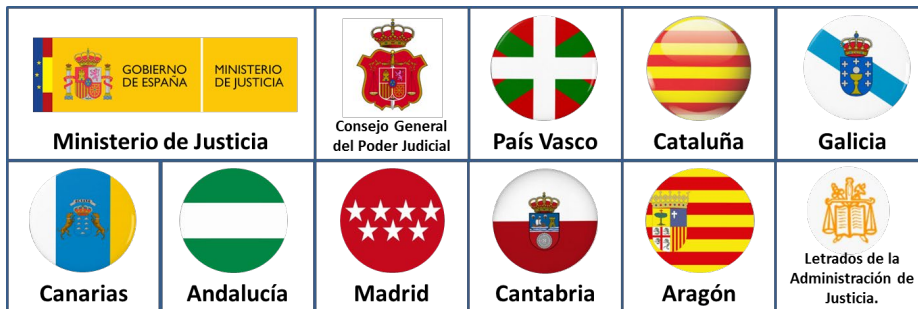 GOBIERNO
DE ESPAÑA
MINISTERIO
DE JUSTICIA
Ministerio de Justicia
Consejo General
del Poder Judicial
País Vasco
Cataluña
Galicia
Canarias
Andalucía
Madrid
Cantabria
Aragón
Letrados de la
Administración de
Justicia.